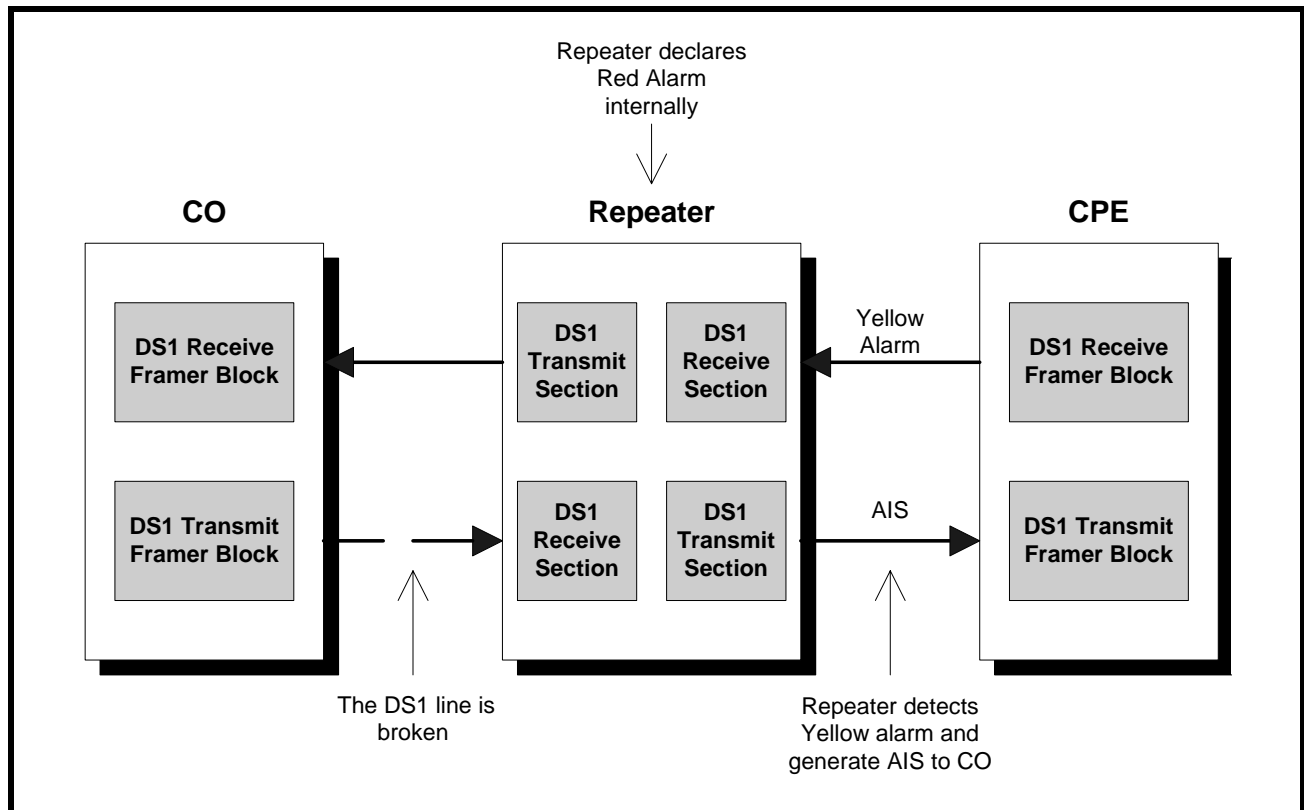 Repeater declares
Red Alarm
internally
CO
Repeater
CPE
DS1 Receive
Framer Block
DS1
Transmit
Section
DS1
Receive
Section
Yellow
Alarm
DS1 Receive
Framer Block
DS1 Transmit
Framer Block
DS1
Receive
Section
DS1
Transmit
Section
AIS
DS1 Transmit
Framer Block
The DS1 line is
broken
Repeater detects
Yellow alarm and
generate AIS to CO